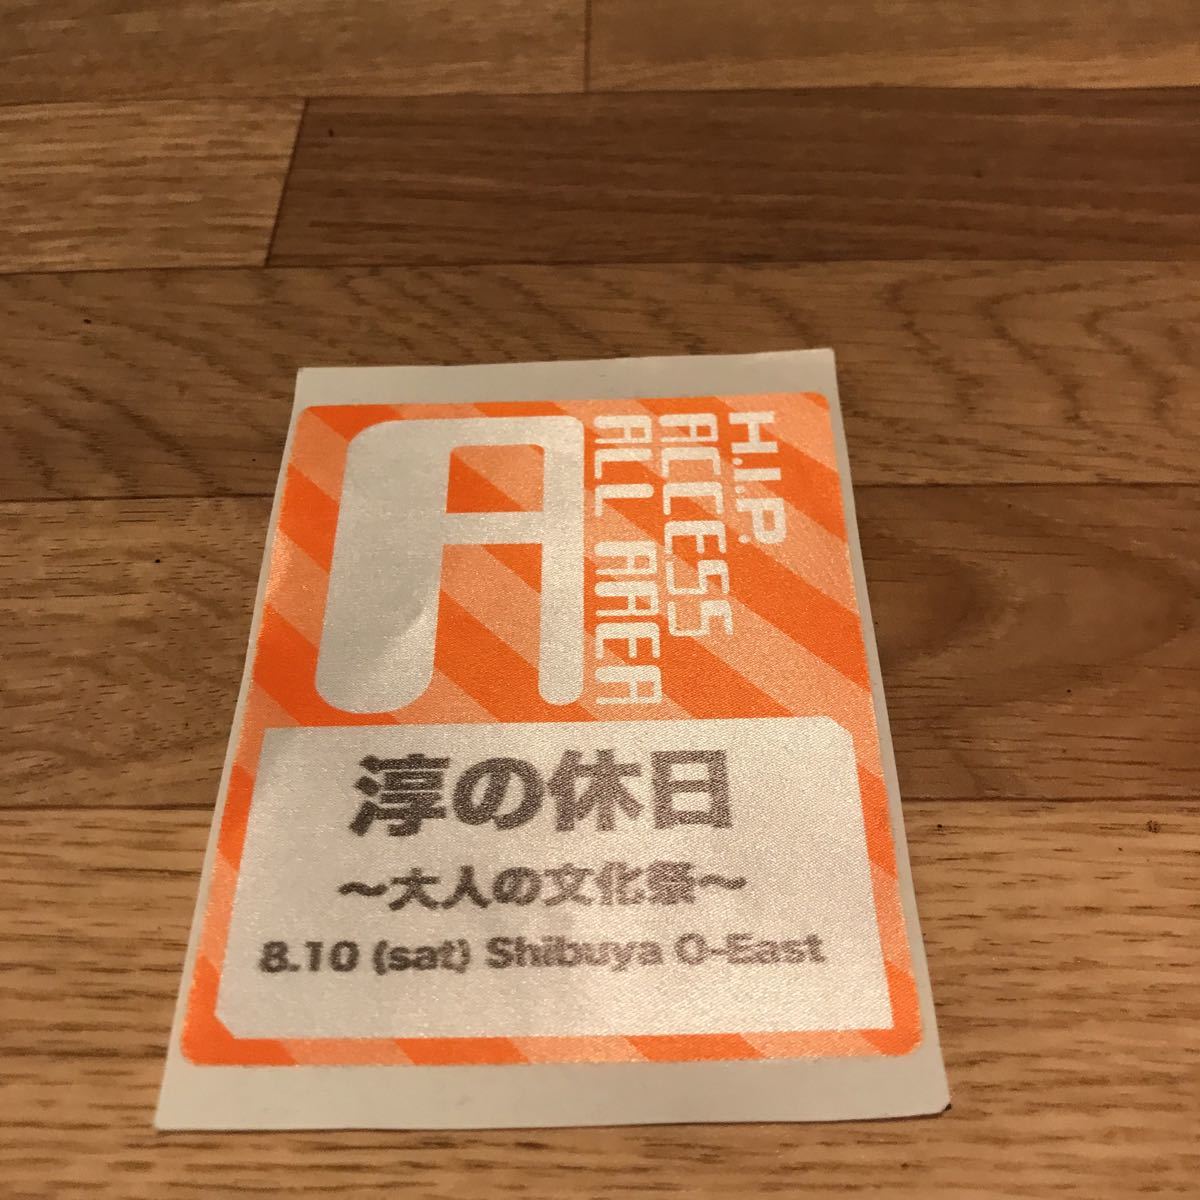 H.I.P.
ACCESS
ALL AREA
A
淳の休日
～大人の文化祭～
8.10 (sat) Shibuya O-East